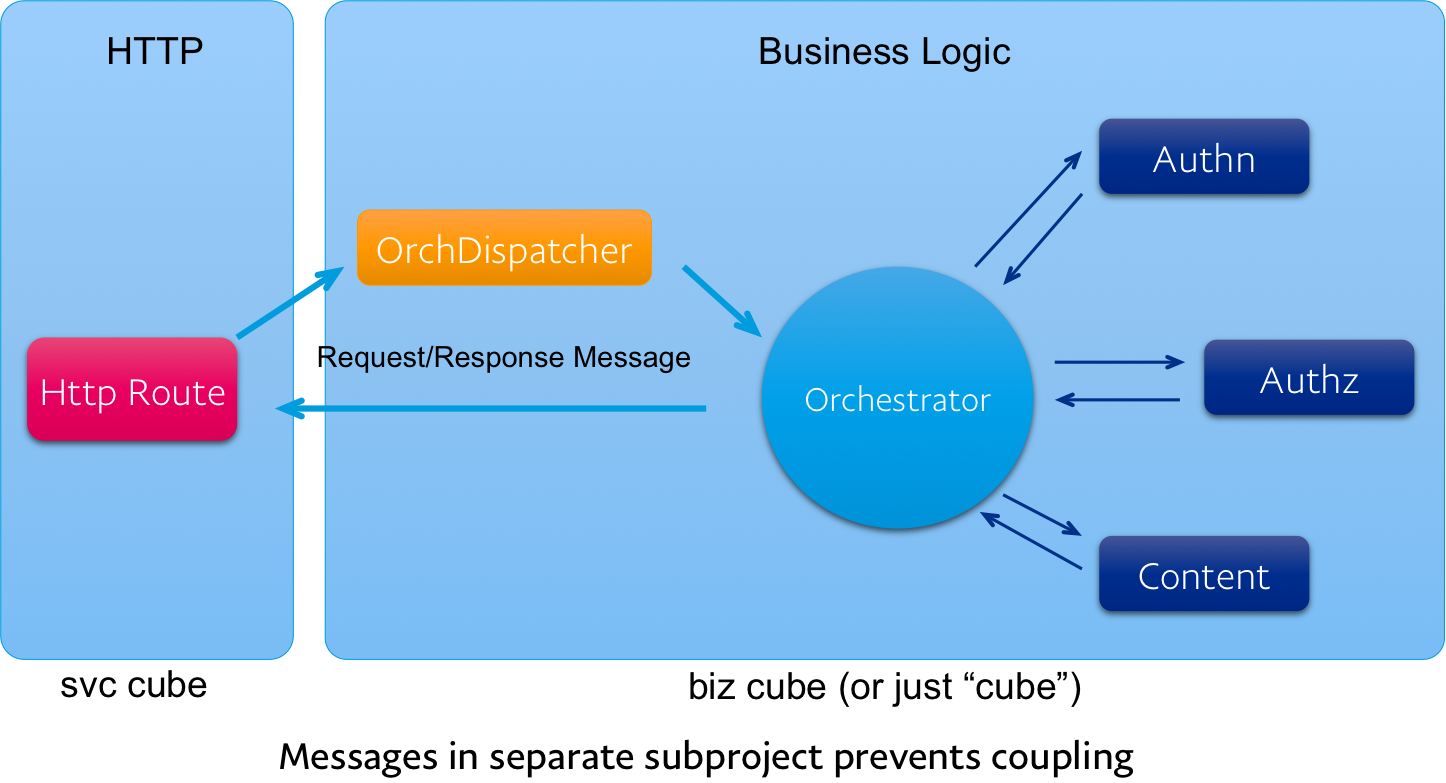 HTTP
Business Logic
Authn
OrchDispatcher
Request/Response Message
Http Route
Orchestrator
Authz
Content
svc cube
biz cube (or just “cube”)
Messages in separate subproject prevents coupling